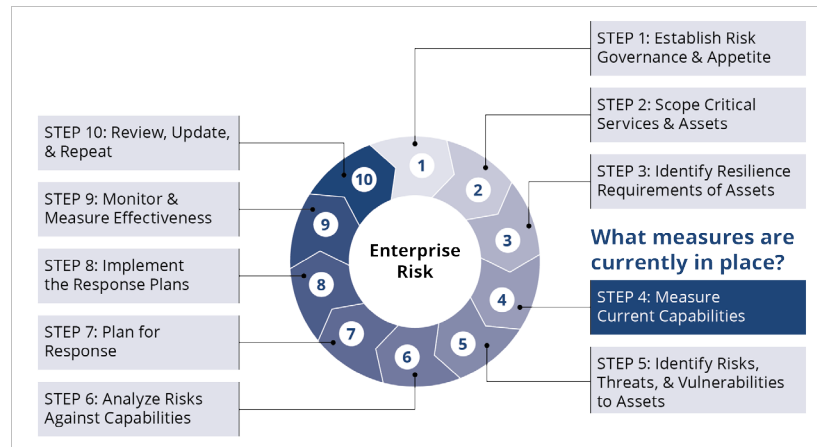 STEP 1: Establish Risk
Governance & Appetite
STEP 2: Scope Critical
Services & Assets
STEP 3: Identify Resilience
Requirements of Assets
What measures are
currently in place?
STEP 4: Measure
Current Capabilities
STEP 5: Identify Risks,
Threats, & Vulnerabilities
to Assets
STEP 6: Analyze Risks
Against Capabilities
STEP 7: Plan for
Response
STEP 8: Implement
the Response Plans
STEP 9: Monitor &
Measure Effectiveness
STEP 10: Review, Update,
& Repeat
Enterprise
Risk
1
2
3
4
5
6
7
8
9
10